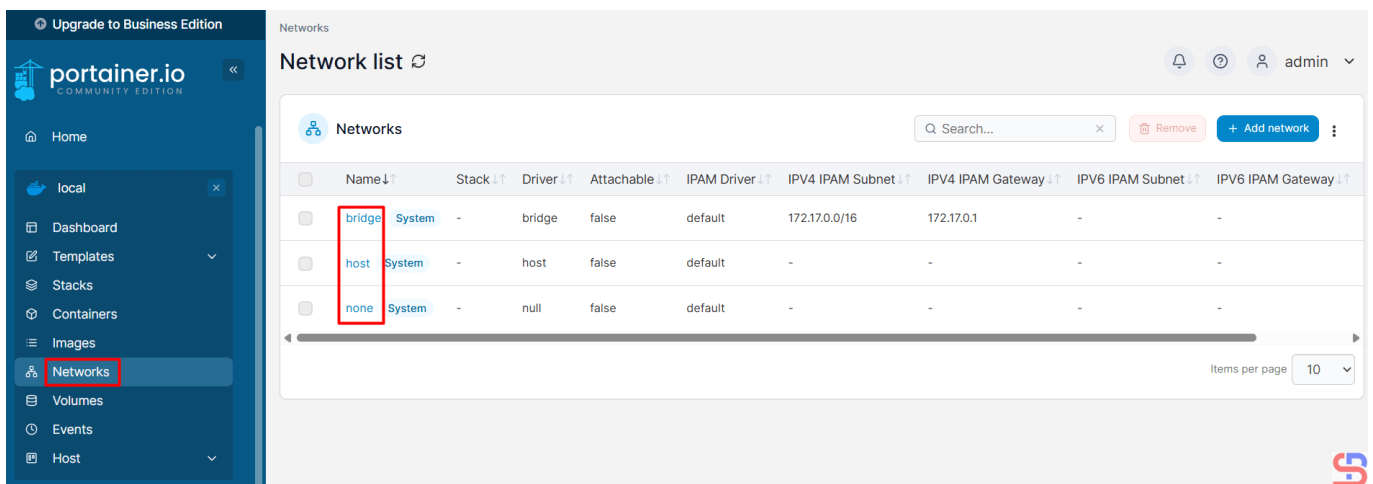 Upgrade to Business Edition
portainer.io
COMMUNITY EDITION
Home
local
Dashboard
Templates
Stacks
Containers
Images
Networks
Volumes
Events
Host
Networks
Network list
admin
Networks
Search...
Remove
+ Add network
Name Stack Driver Attachable IPAM Driver IPV4 IPAM Subnet IPV4 IPAM Gateway IPV6 IPAM Subnet IPV6 IPAM Gateway
bridge System - bridge false default 172.17.0.0/16 172.17.0.1 - -
host System - host false default - - - -
none System - null false default - - - -
Items per page 10